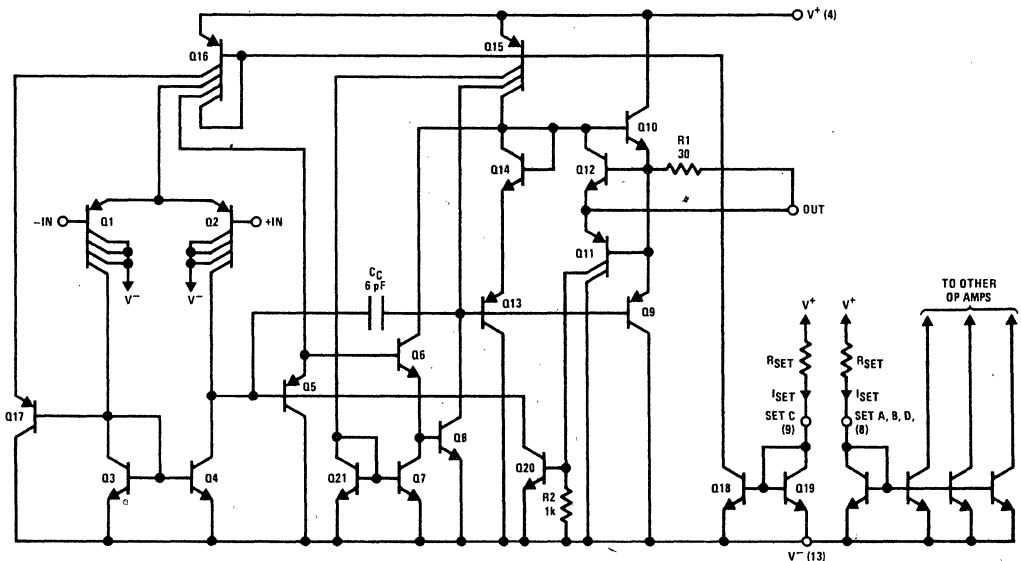 V+ (4)
Q16
Q15
Q10
R1
30
Q14
Q12
OUT
-IN
Q1
Q2
+IN
Q11
V-
V-
CC
6 pF
Q13
Q9
TO OTHER
OP AMPS
V+
V+
RSET
RSET
Q6
Q5
ISET
ISET
SET C
(9)
SET A, B, D,
(8)
Q17
Q8
Q3
Q4
Q21
Q7
Q20
R2
1k
Q18
Q19
V- (13)